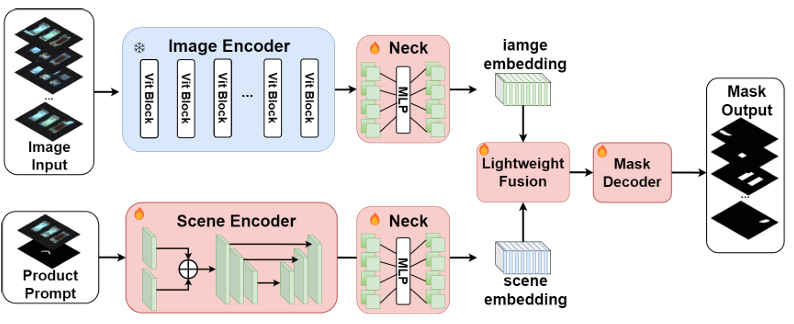 Image
Input
...
Image Encoder
Vit Block
Vit Block
Vit Block
...
Vit Block
Vit Block
Neck
MLP
iamge
embedding
Lightweight
Fusion
Mask
Decoder
Mask
Output
...
Product
Prompt
Scene Encoder
Neck
MLP
scene
embedding